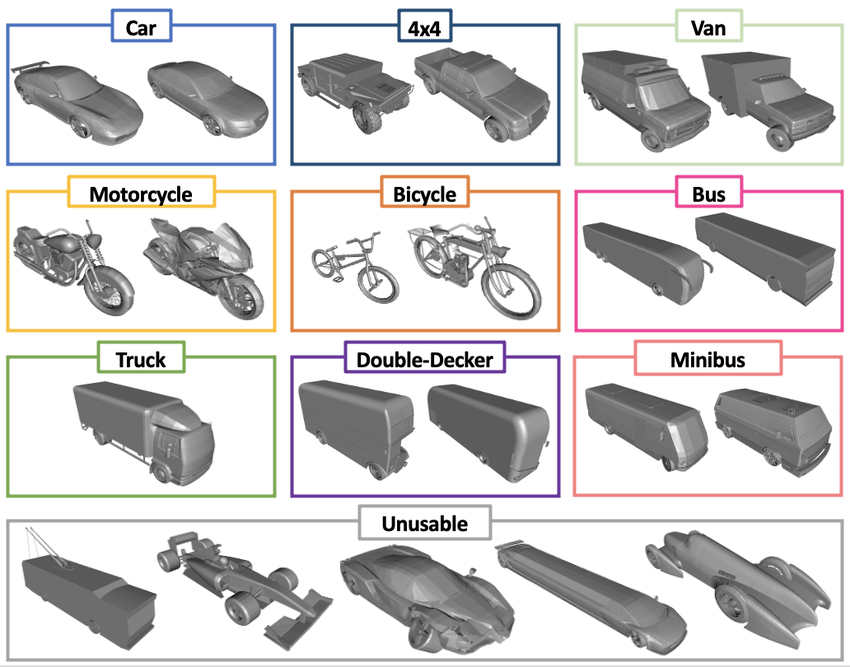 Car
4x4
Van
Motorcycle
Bicycle
Bus
Truck
Double-Decker
Minibus
Unusable